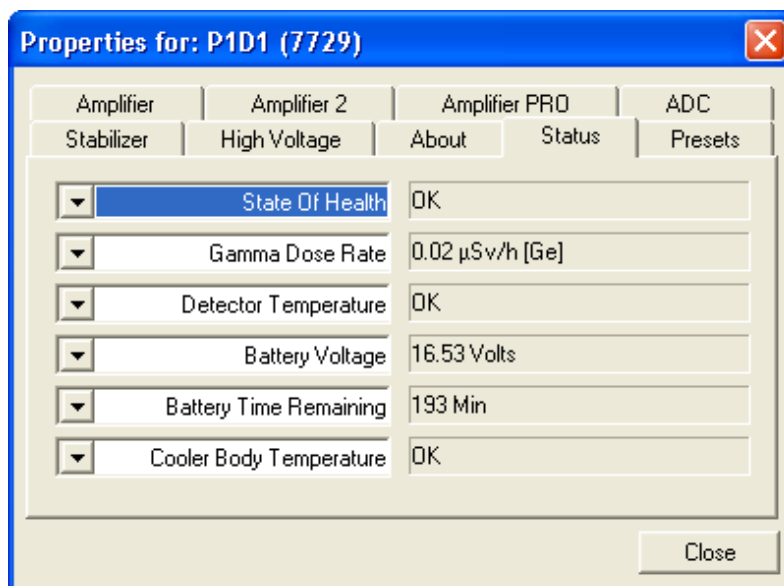 Properties for: P1D1 (7729)
Amplifier Amplifier 2 Amplifier PRO ADC
Stabilizer High Voltage About Status Presets
State Of Health OK
Gamma Dose Rate 0.02 µSv/h [Ge]
Detector Temperature OK
Battery Voltage 16.53 Volts
Battery Time Remaining 193 Min
Cooler Body Temperature OK
Close